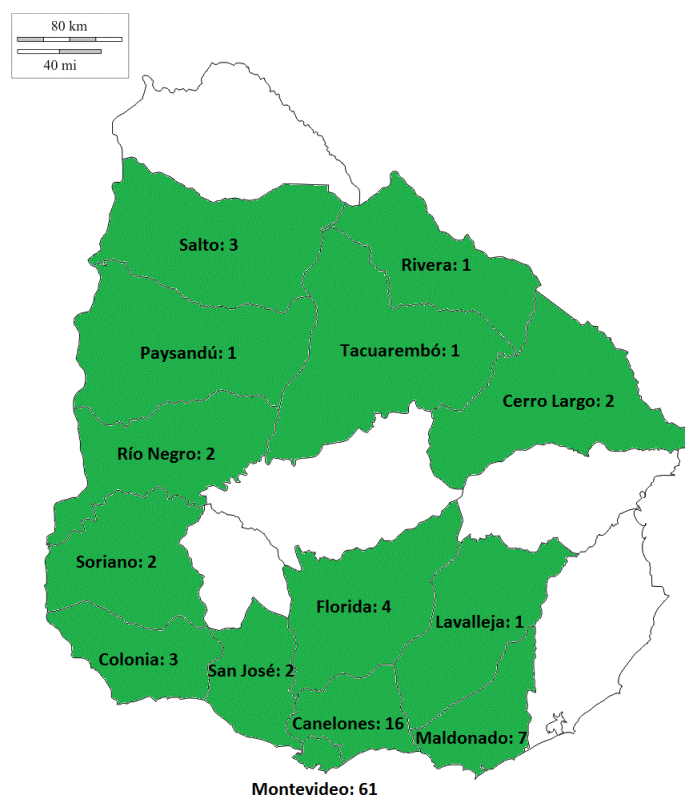 80 km
40 mi
Salto: 3
Rivera: 1
Paysandú: 1
Tacuarembó: 1
Cerro Largo: 2
Río Negro: 2
Soriano: 2
Florida: 4
Lavalleja: 1
Colonia: 3
San José: 2
Canelones: 16
Maldonado: 7
Montevideo: 61